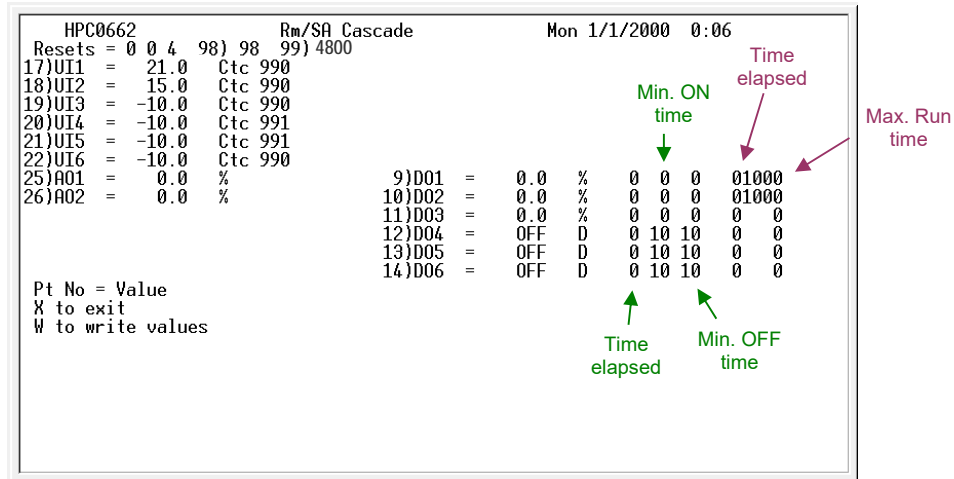 HPC0662 Rm/SA Cascade Mon 1/1/2000 0:06
Resets = 0 0 4 98) 98 99) 4800
17)UI1 = 21.0 Ctc 990
18)UI2 = 15.0 Ctc 990
19)UI3 = -10.0 Ctc 990
20)UI4 = -10.0 Ctc 991
21)UI5 = -10.0 Ctc 991
22)UI6 = -10.0 Ctc 990
Time
elapsed
Min. ON
time
Max. Run
time
25)AO1 = 0.0 % 9)DO1 = 0.0 % 0 0 0 01000
26)AO2 = 0.0 % 10)DO2 = 0.0 % 0 0 0 01000
11)DO3 = 0.0 % 0 0 0 0 0
12)DO4 = OFF D 0 10 10 0 0
13)DO5 = OFF D 0 10 10 0 0
14)DO6 = OFF D 0 10 10 0 0
Pt No = Value
X to exit
W to write values
Time
elapsed
Min. OFF
time